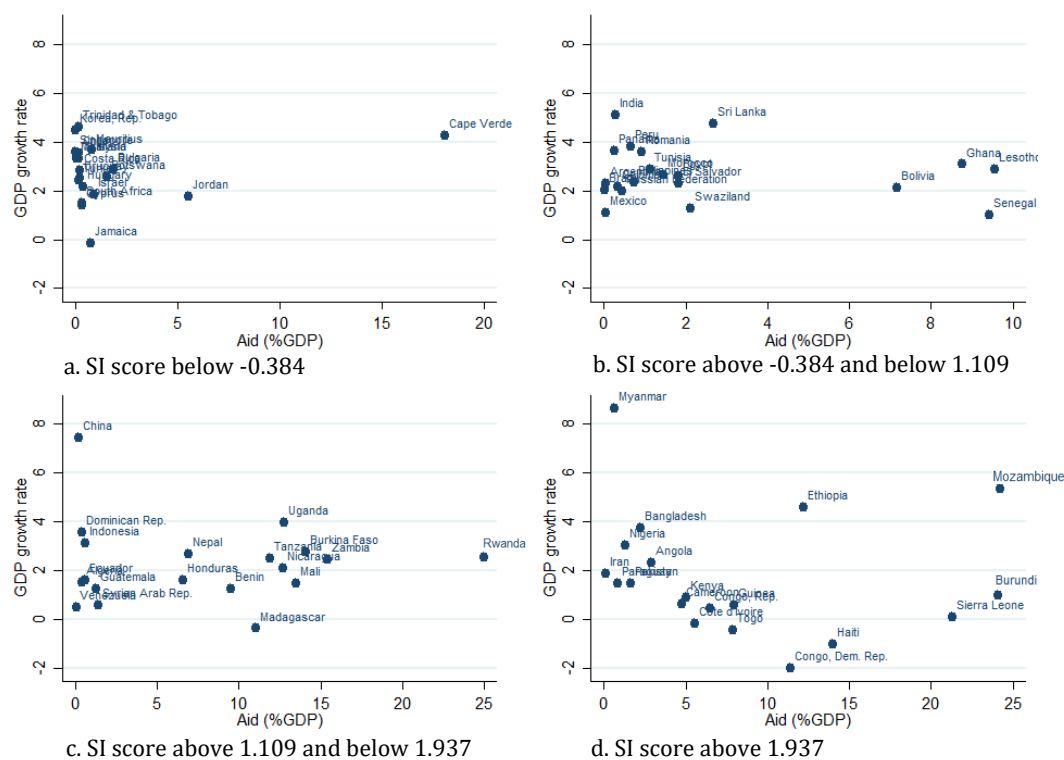 8
6
4
2
0
-2
GDP growth rate
Trinidad & Tobago
Korea, Rep.
Mauritius
Cape Verde
Costa Rica
Bulgaria
Botswana
Hungary
Israel
Jordan
South Africa
Cyprus
Jamaica
0
5
10
15
20
Aid (%GDP)
a. SI score below -0.384
8
6
4
2
0
-2
GDP growth rate
India
Sri Lanka
Peru
Panama
Romania
Tunisia
Morocco
Ghana
Lesotho
El Salvador
Russian Federation
Bolivia
Swaziland
Mexico
Senegal
0
2
4
6
8
10
Aid (%GDP)
b. SI score above -0.384 and below 1.109
8
6
4
2
0
-2
GDP growth rate
China
Dominican Rep.
Indonesia
Uganda
Nepal
Burkina Faso
Tanzania
Zambia
Nicaragua
Rwanda
Ecuador
Algeria
Guatemala
Honduras
Benin
Mali
Syrian Arab Rep.
Venezuela
Madagascar
0
5
10
15
20
25
Aid (%GDP)
c. SI score above 1.109 and below 1.937
8
6
4
2
0
-2
GDP growth rate
Myanmar
Mozambique
Ethiopia
Bangladesh
Nigeria
Angola
Iran
Paraguay
Pakistan
Kenya
Cameroon
Guinea
Congo, Rep.
Cote d'Ivoire
Togo
Burundi
Sierra Leone
Haiti
Congo, Dem. Rep.
0
5
10
15
20
25
Aid (%GDP)
d. SI score above 1.937